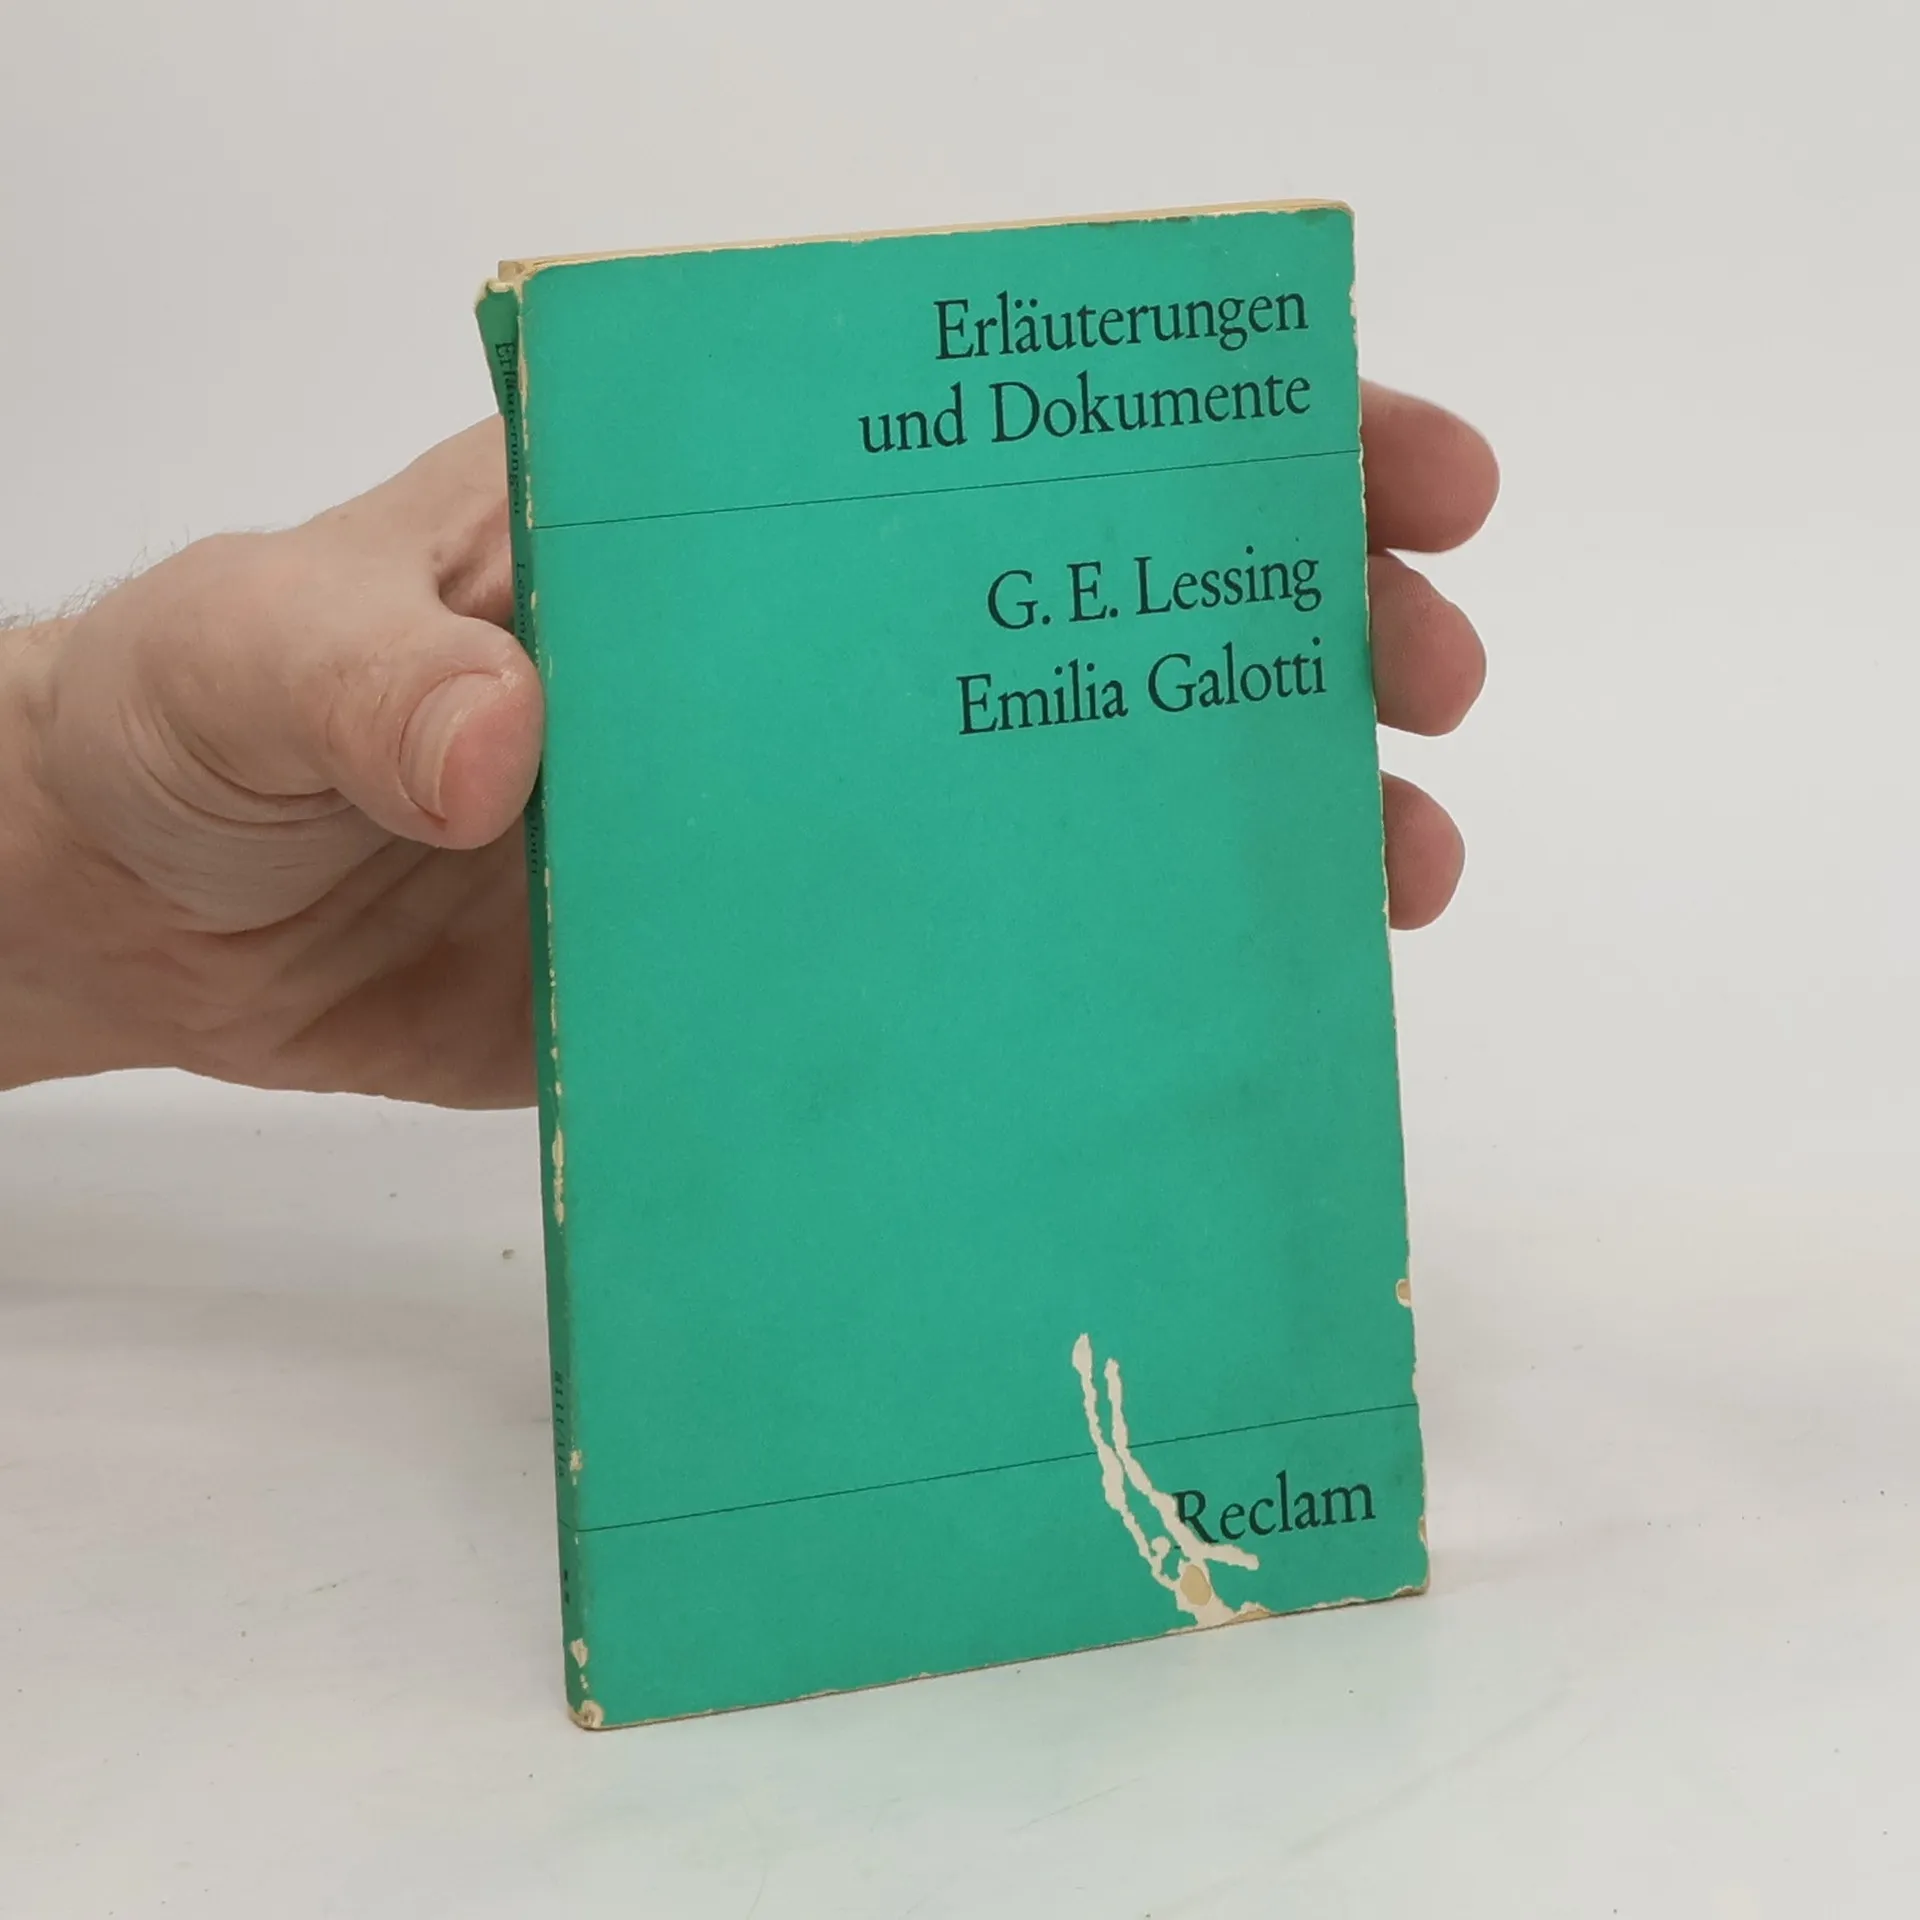 Erläuterungen
und Dokumente
G. E. Lessing
Emilia Galotti
Reclam